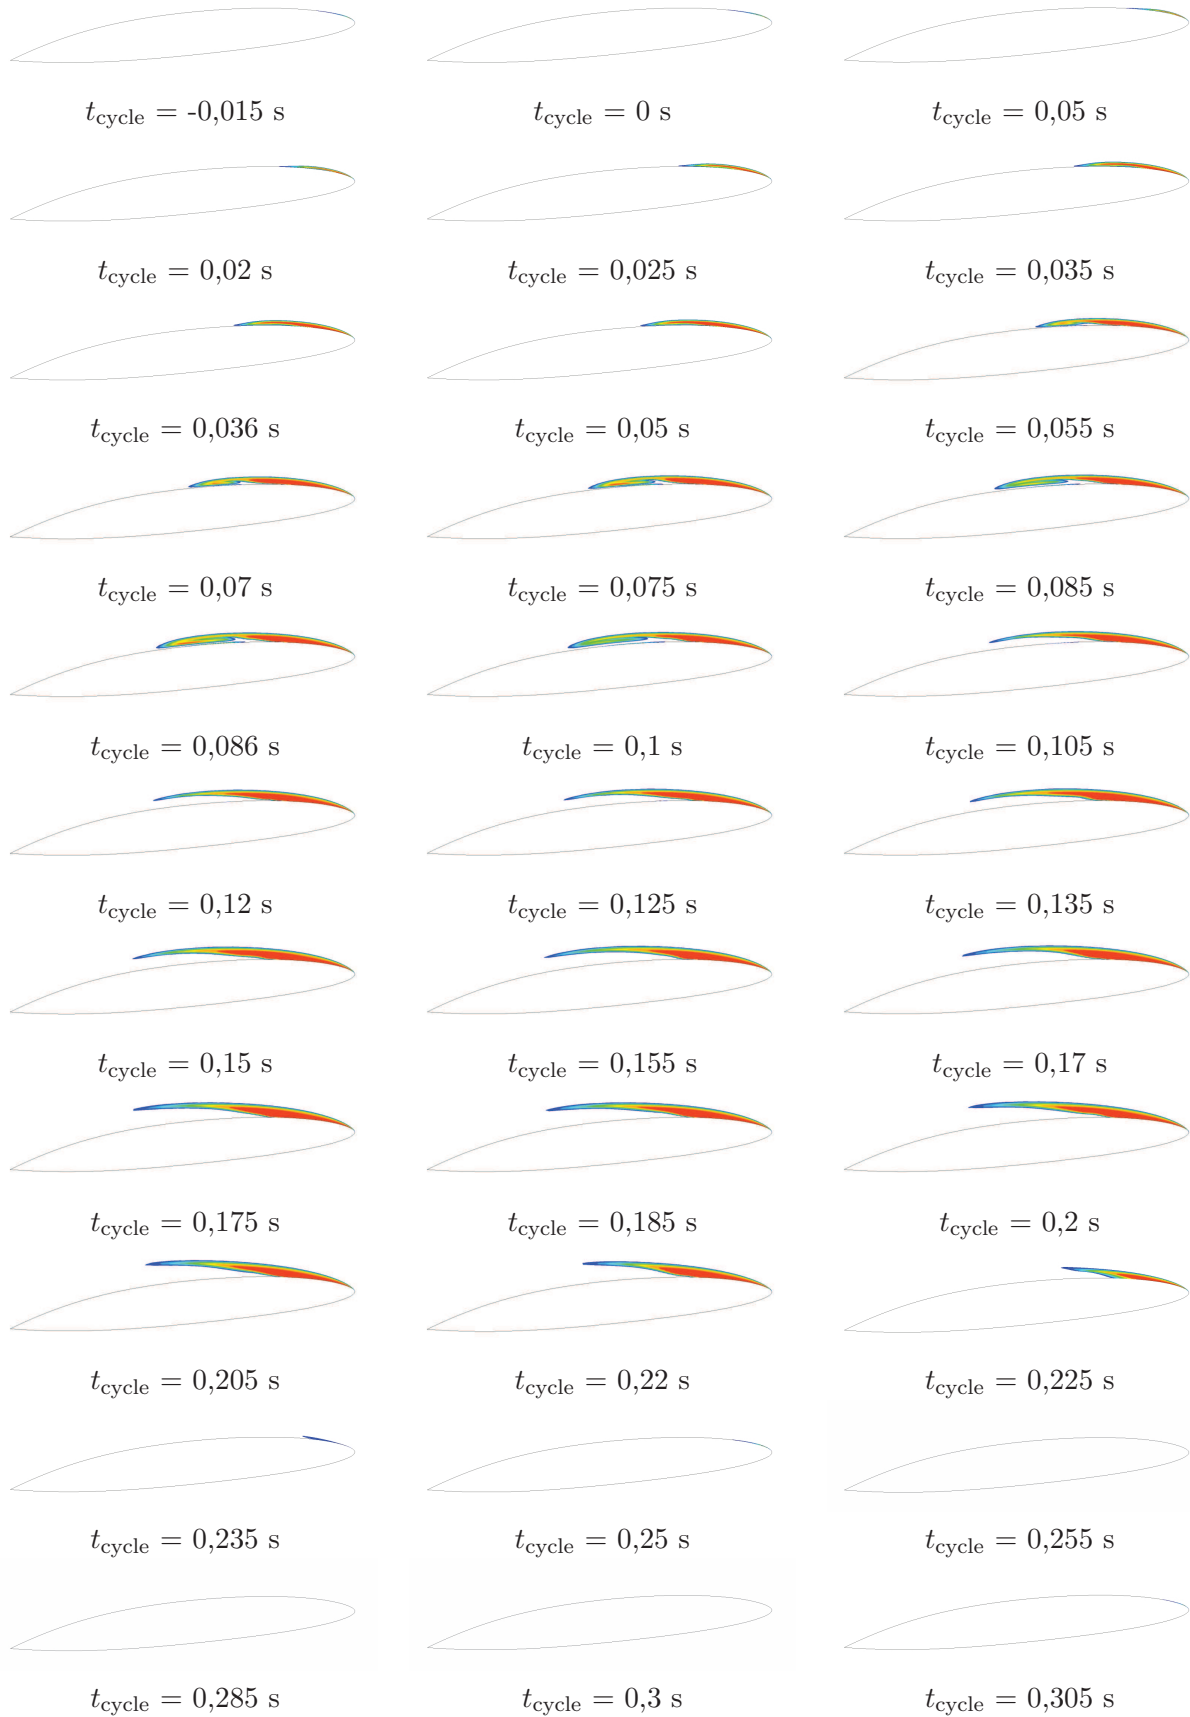 t_cycle = -0,015 s
t_cycle = 0 s
t_cycle = 0,05 s
t_cycle = 0,02 s
t_cycle = 0,025 s
t_cycle = 0,035 s
t_cycle = 0,036 s
t_cycle = 0,05 s
t_cycle = 0,055 s
t_cycle = 0,07 s
t_cycle = 0,075 s
t_cycle = 0,085 s
t_cycle = 0,086 s
t_cycle = 0,1 s
t_cycle = 0,105 s
t_cycle = 0,12 s
t_cycle = 0,125 s
t_cycle = 0,135 s
t_cycle = 0,15 s
t_cycle = 0,155 s
t_cycle = 0,17 s
t_cycle = 0,175 s
t_cycle = 0,185 s
t_cycle = 0,2 s
t_cycle = 0,205 s
t_cycle = 0,22 s
t_cycle = 0,225 s
t_cycle = 0,235 s
t_cycle = 0,25 s
t_cycle = 0,255 s
t_cycle = 0,285 s
t_cycle = 0,3 s
t_cycle = 0,305 s